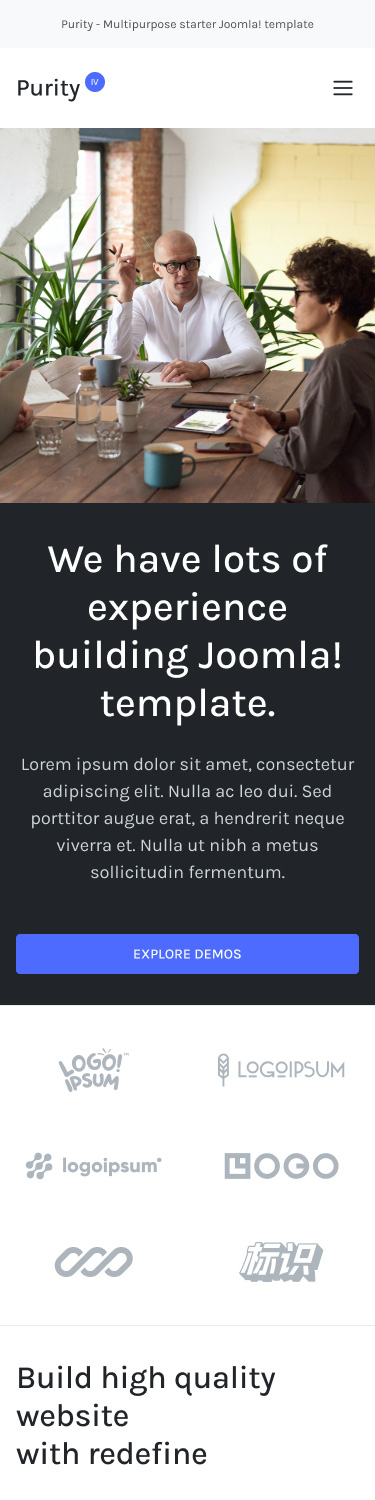 Purity - Multipurpose starter Joomla! template
Purity IV
We have lots of
experience
building Joomla!
template.
Lorem ipsum dolor sit amet, consectetur
adipiscing elit. Nulla ac leo dui. Sed
porttitor augue erat, a hendrerit neque
viverra et. Nulla ut nibh a metus
sollicitudin fermentum.
EXPLORE DEMOS
LOGO!™
IPSUM
LOGOIPSUM
logoipsum
LOGO
标识
Build high quality
website
with redefine